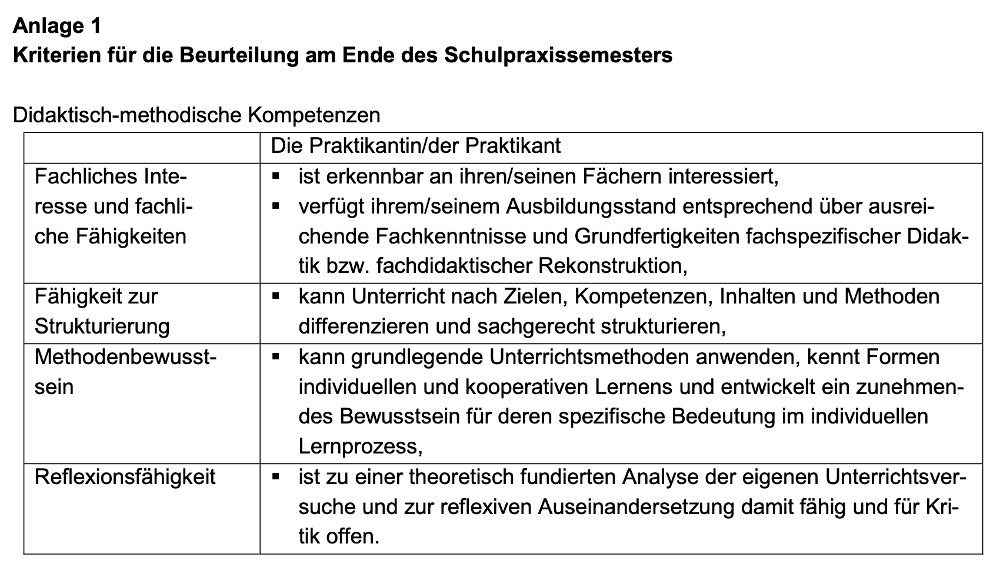 Anlage 1
Kriterien für die Beurteilung am Ende des Schulpraxissemesters
Didaktisch-methodische Kompetenzen
Die Praktikantin/der Praktikant
Fachliches Inte-
resse und fachli-
che Fähigkeiten
▪ ist erkennbar an ihren/seinen Fächern interessiert,
▪ verfügt ihrem/seinem Ausbildungsstand entsprechend über ausrei-
chende Fachkenntnisse und Grundfertigkeiten fachspezifischer Didak-
tik bzw. fachdidaktischer Rekonstruktion,
Fähigkeit zur
Strukturierung
▪ kann Unterricht nach Zielen, Kompetenzen, Inhalten und Methoden
differenzieren und sachgerecht strukturieren,
Methodenbewusst-
sein
▪ kann grundlegende Unterrichtsmethoden anwenden, kennt Formen
individuellen und kooperativen Lernens und entwickelt ein zunehmen-
des Bewusstsein für deren spezifische Bedeutung im individuellen
Lernprozess,
Reflexionsfähigkeit
▪ ist zu einer theoretisch fundierten Analyse der eigenen Unterrichtsver-
suche und zur reflexiven Auseinandersetzung damit fähig und für Kri-
tik offen.